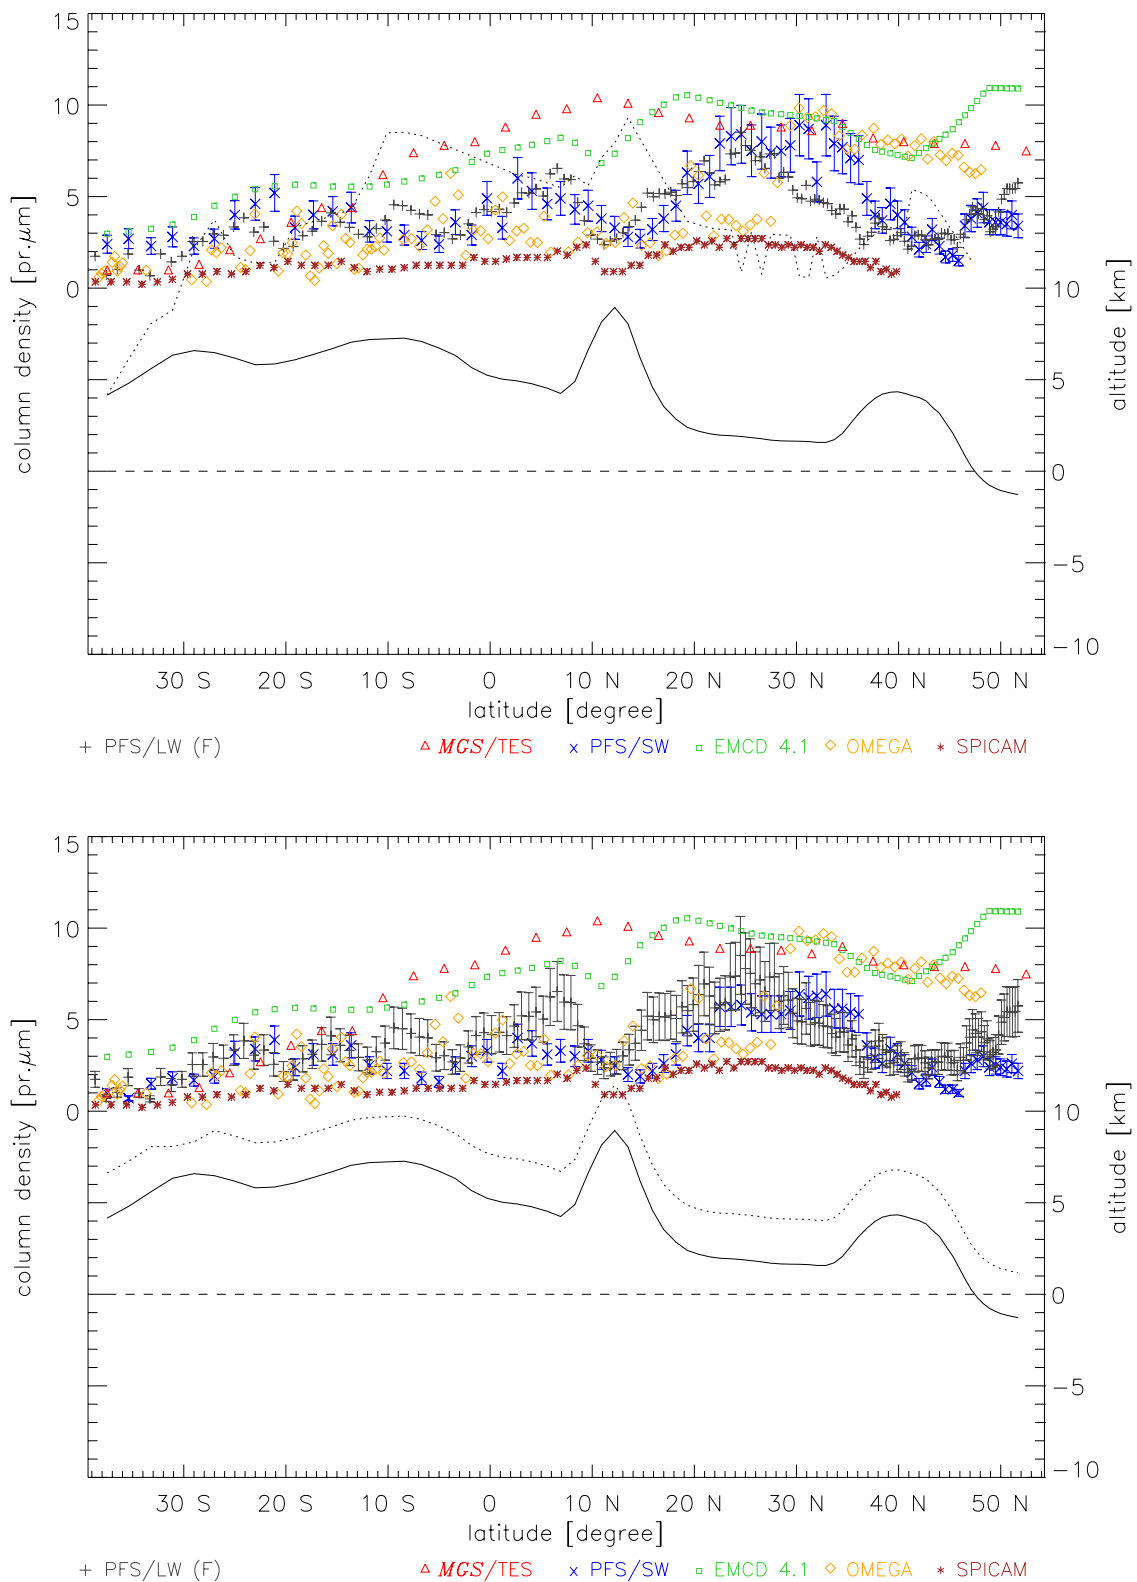 15
10
5
0
column density [pr.μm]
10
5
0
−5
−10
altitude [km]
30 S 20 S 10 S 0 10 N 20 N 30 N 40 N 50 N
latitude [degree]
+ PFS/LW (F) △ MGS/TES × PFS/SW □ EMCD 4.1 ◇ OMEGA * SPICAM
15
10
5
0
column density [pr.μm]
10
5
0
−5
−10
altitude [km]
30 S 20 S 10 S 0 10 N 20 N 30 N 40 N 50 N
latitude [degree]
+ PFS/LW (F) △ MGS/TES × PFS/SW □ EMCD 4.1 ◇ OMEGA * SPICAM